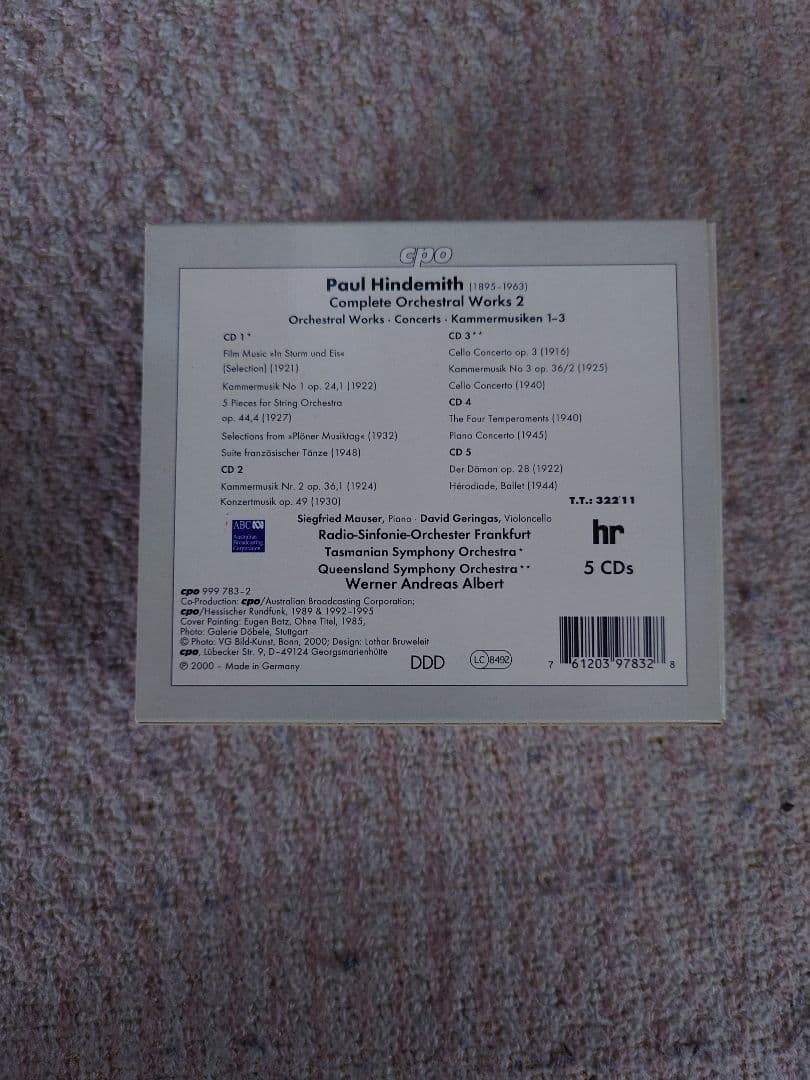 cpo
Paul Hindemith (1895-1963)
Complete Orchestral Works 2
Orchestral Works · Concerts · Kammermusiken 1-3
CD 1*
Film Music »In Sturm und Eis«
(Selection) (1921)
Kammermusik No 1 op. 24,1 (1922)
5 Pieces for String Orchestra
op. 44,4 (1927)
Selections from »Plöner Musiktag« (1932)
Suite französischer Tänze (1948)
CD 2
Kammermusik Nr. 2 op. 36,1 (1924)
Konzertmusik op. 49 (1930)
CD 3**
Cello Concerto op. 3 (1916)
Kammermusik No 3 op. 36/2 (1925)
Cello Concerto (1940)
CD 4
The Four Temperaments (1940)
Piano Concerto (1945)
CD 5
Der Dämon op. 28 (1922)
Hérodiade, Ballet (1944)
T.T.: 322'11
ABC
Australian
Broadcasting
Corporation
Siegfried Mauser, Piano · David Geringas, Violoncello
Radio-Sinfonie-Orchester Frankfurt
Tasmanian Symphony Orchestra*
Queensland Symphony Orchestra**
Werner Andreas Albert
hr
5 CDs
cpo 999 783-2
Co-Production: cpo/Australian Broadcasting Corporation;
cpo/Hessischer Rundfunk, 1989 & 1992-1995
Cover Painting: Eugen Batz, Ohne Titel, 1985,
Photo: Galerie Döbele, Stuttgart
© Photo: VG Bild-Kunst, Bonn, 2000; Design: Lothar Bruweleit
cpo, Lübecker Str. 9, D-49124 Georgsmarienhütte
℗ 2000 – Made in Germany
DDD
LC 8492
7 61203 97832 8